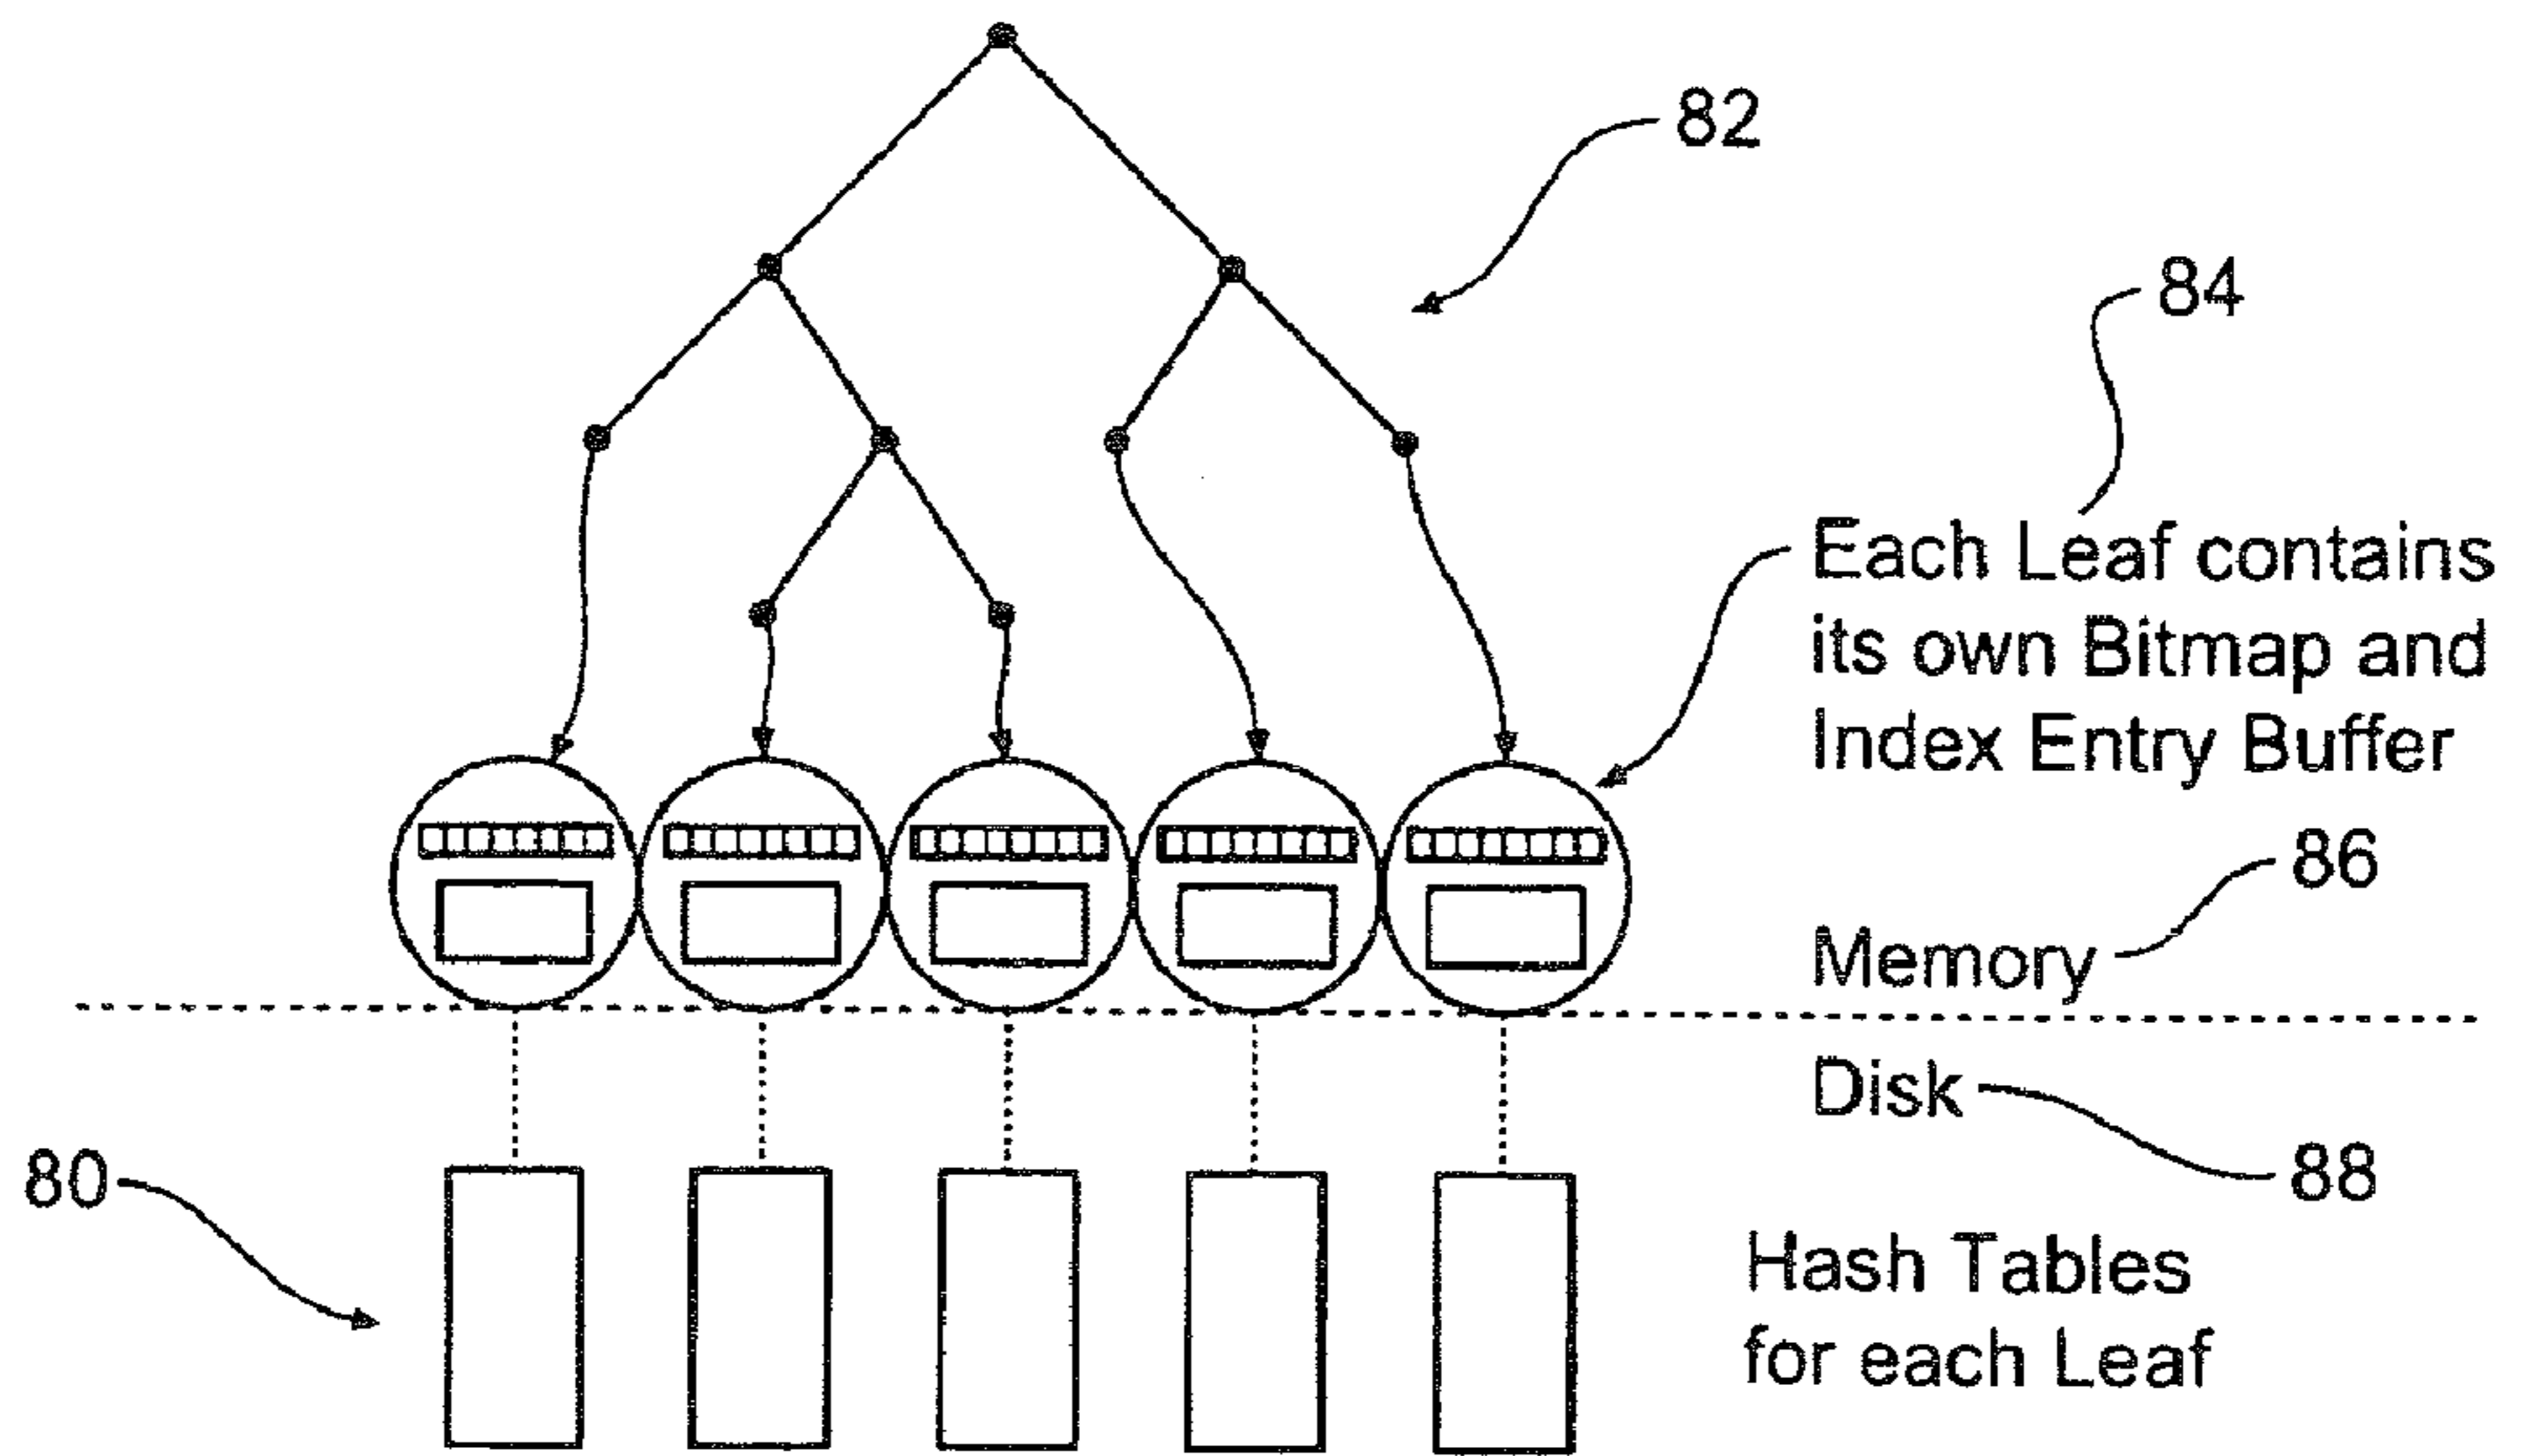 82
84
Each Leaf contains
its own Bitmap and
Index Entry Buffer
86
Memory
Disk
80
88
Hash Tables
for each Leaf